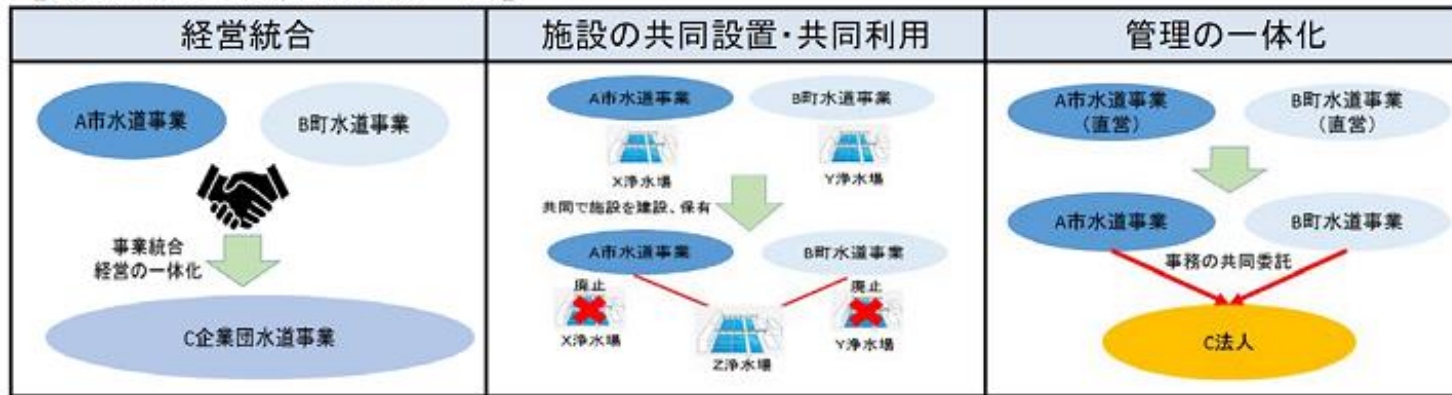 経営統合
A市水道事業
B町水道事業
事業統合
経営の一体化
C企業団水道事業
施設の共同設置・共同利用
A市水道事業
B町水道事業
X浄水場
Y浄水場
共同で施設を建設、保有
A市水道事業
B町水道事業
廃止
廃止
X浄水場
Z浄水場
Y浄水場
管理の一体化
A市水道事業
（直営）
B町水道事業
（直営）
A市水道事業
B町水道事業
事務の共同委託
C法人